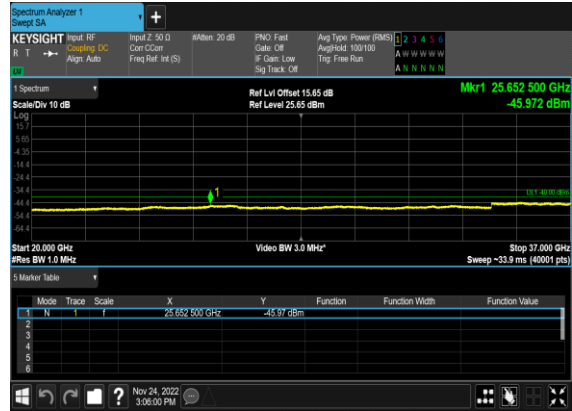 Spectrum Analyzer 1
Swept SA
+
KEYSIGHT Input: RF Input Z: 50 Ω #Atten: 20 dB PNO: Fast Avg Type: Power (RMS) 1 2 3 4 5 6
R T Coupling: DC Corr CCorr Gate: Off Avg|Hold: 100/100 A W W W W W
Align: Auto Freq Ref: Int (S) IF Gain: Low Trig: Free Run
Sig Track: Off A N N N N N
1 Spectrum Ref Lvl Offset 15.65 dB Mkr1 25.652 500 GHz
Scale/Div 10 dB Ref Level 25.65 dBm -45.972 dBm
Log
15.7
5.65
-4.35
-14.4
-24.4
-34.4 1 DL1 -40.00 dBm
-44.4
-54.4
-64.4
Start 20.000 GHz Video BW 3.0 MHz* Stop 37.000 GHz
#Res BW 1.0 MHz Sweep ~33.9 ms (40001 pts)
5 Marker Table
Mode Trace Scale X Y Function Function Width Function Value
1 N 1 f 25.652 500 GHz -45.97 dBm
2
3
4
5
6
? Nov 24, 2022
3:06:00 PM